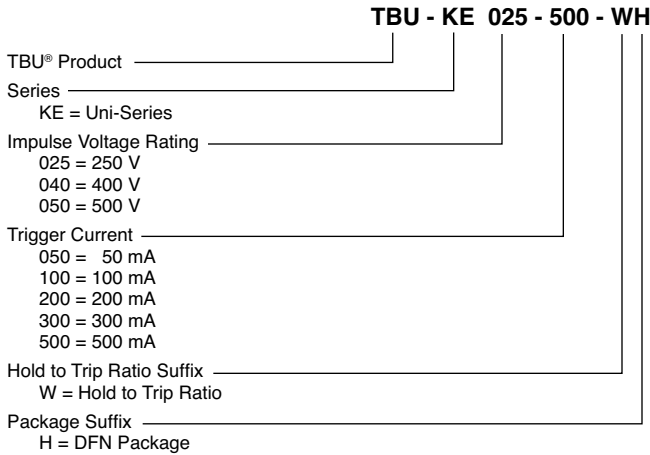 TBU - KE 025 - 500 - WH
TBU® Product
Series
KE = Uni-Series
Impulse Voltage Rating
025 = 250 V
040 = 400 V
050 = 500 V
Trigger Current
050 = 50 mA
100 = 100 mA
200 = 200 mA
300 = 300 mA
500 = 500 mA
Hold to Trip Ratio Suffix
W = Hold to Trip Ratio
Package Suffix
H = DFN Package